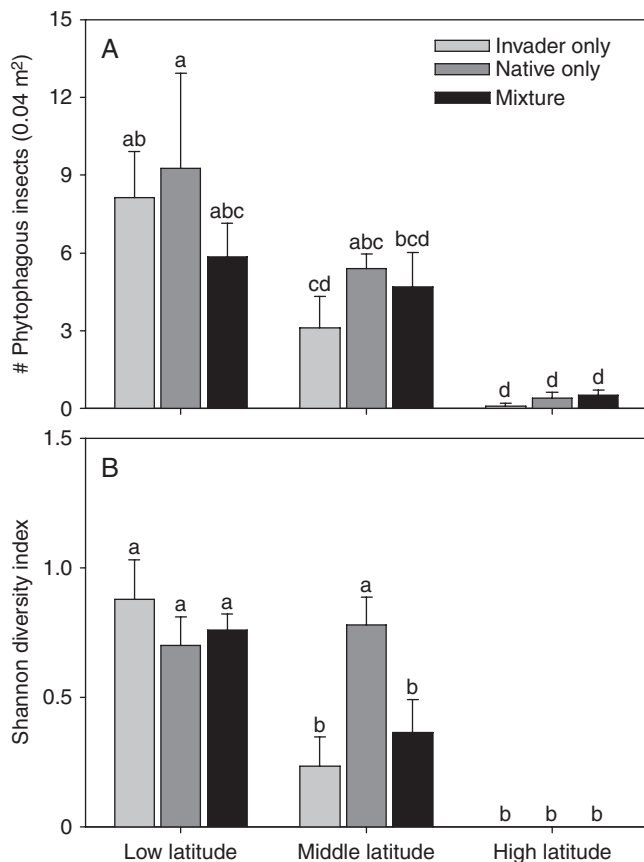 15
A
Invader only
Native only
Mixture
12
9
6
3
0
# Phytophagous insects (0.04 m²)
a
ab
abc
cd
abc
bcd
d
d
d
1.5
B
1.0
0.5
0
Shannon diversity index
a
a
a
b
a
b
b
b
b
Low latitude
Middle latitude
High latitude